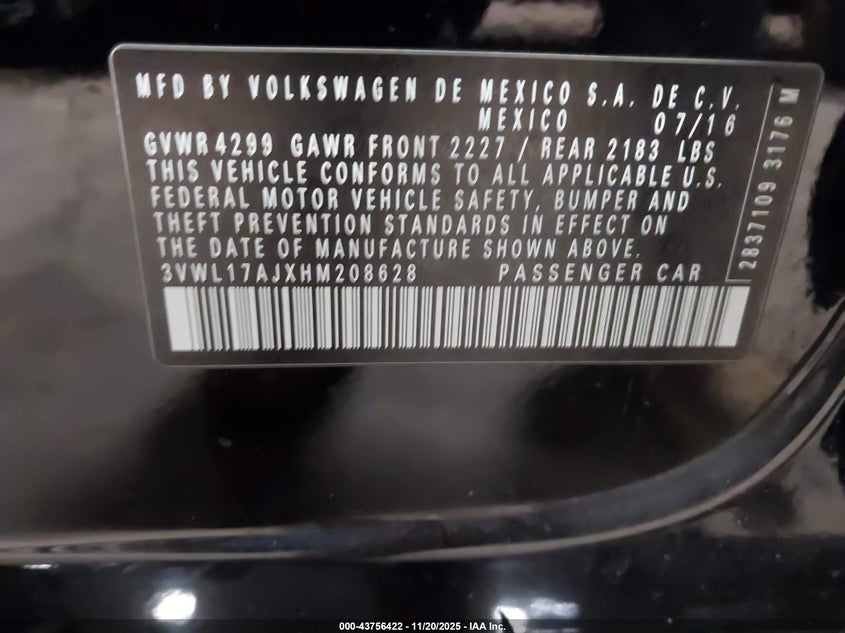 MFD BY VOLKSWAGEN DE MEXICO S.A. DE C.V.
MEXICO 07/16
GVWR 4299 GAWR FRONT 2227 / REAR 2183 LBS
THIS VEHICLE CONFORMS TO ALL APPLICABLE U.S.
FEDERAL MOTOR VEHICLE SAFETY, BUMPER AND
THEFT PREVENTION STANDARDS IN EFFECT ON
THE DATE OF MANUFACTURE SHOWN ABOVE.
3VWL17AJXHM208628 PASSENGER CAR
2837109 3176 M
000-43756422 - 11/20/2025 - IAA Inc.